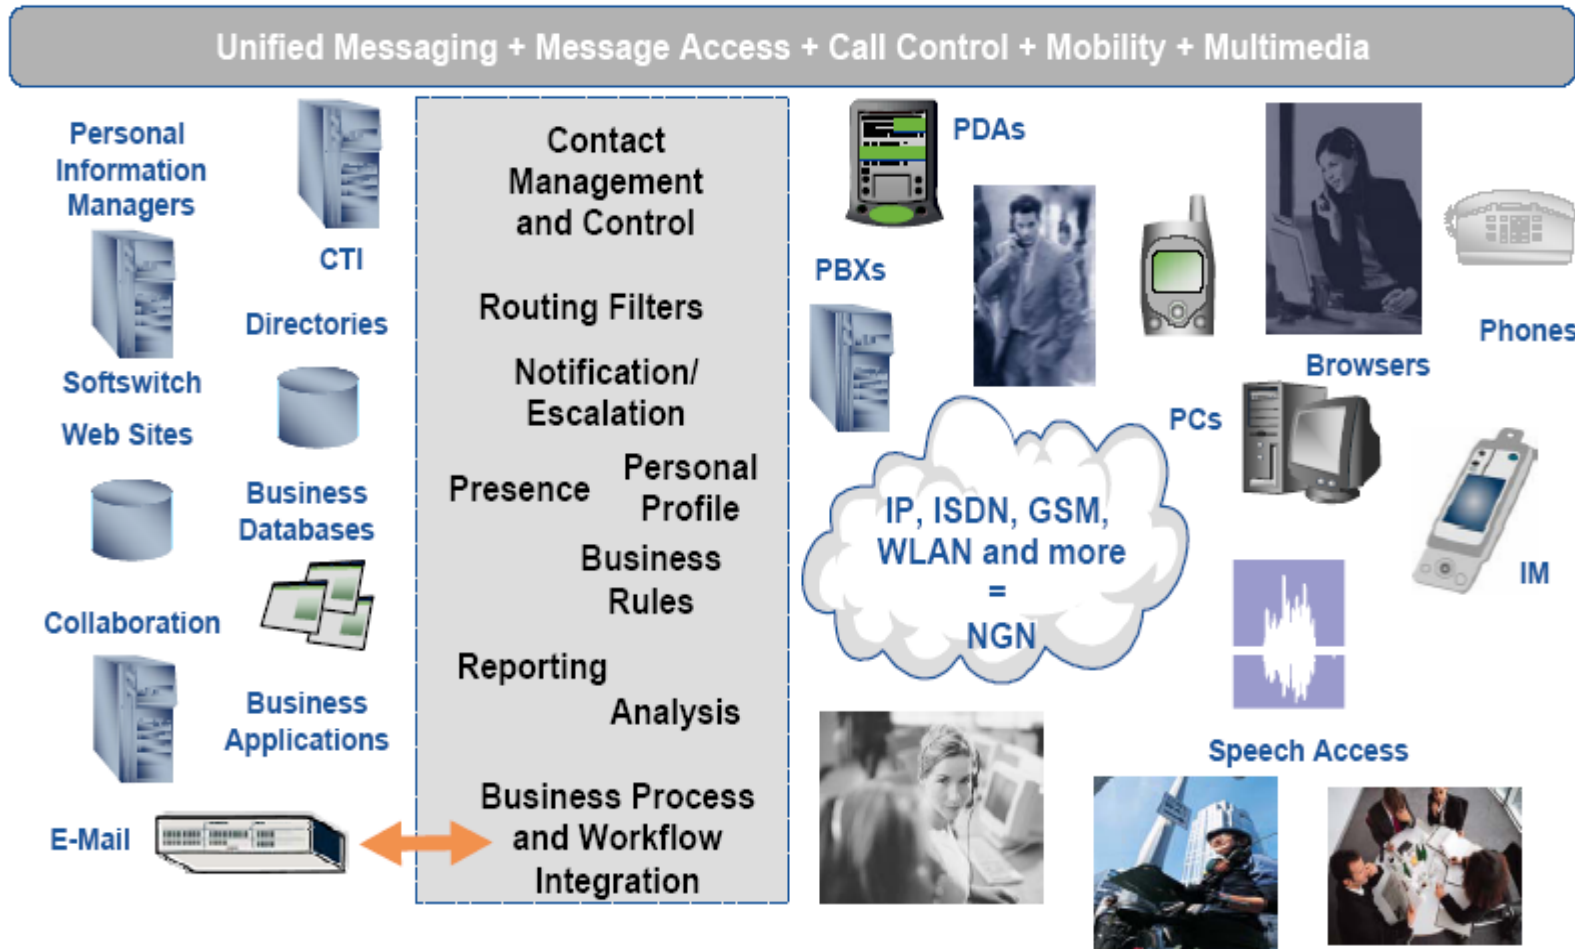 Unified Messaging + Message Access + Call Control + Mobility + Multimedia
Personal
Information
Managers
CTI
Directories
Softswitch
Web Sites
Business
Databases
Collaboration
Business
Applications
E-Mail
Contact
Management
and Control
Routing Filters
Notification/
Escalation
Presence
Personal
Profile
Business
Rules
Reporting
Analysis
Business Process
and Workflow
Integration
PDAs
PBXs
Phones
Browsers
PCs
IP, ISDN, GSM,
WLAN and more
=
NGN
IM
Speech Access